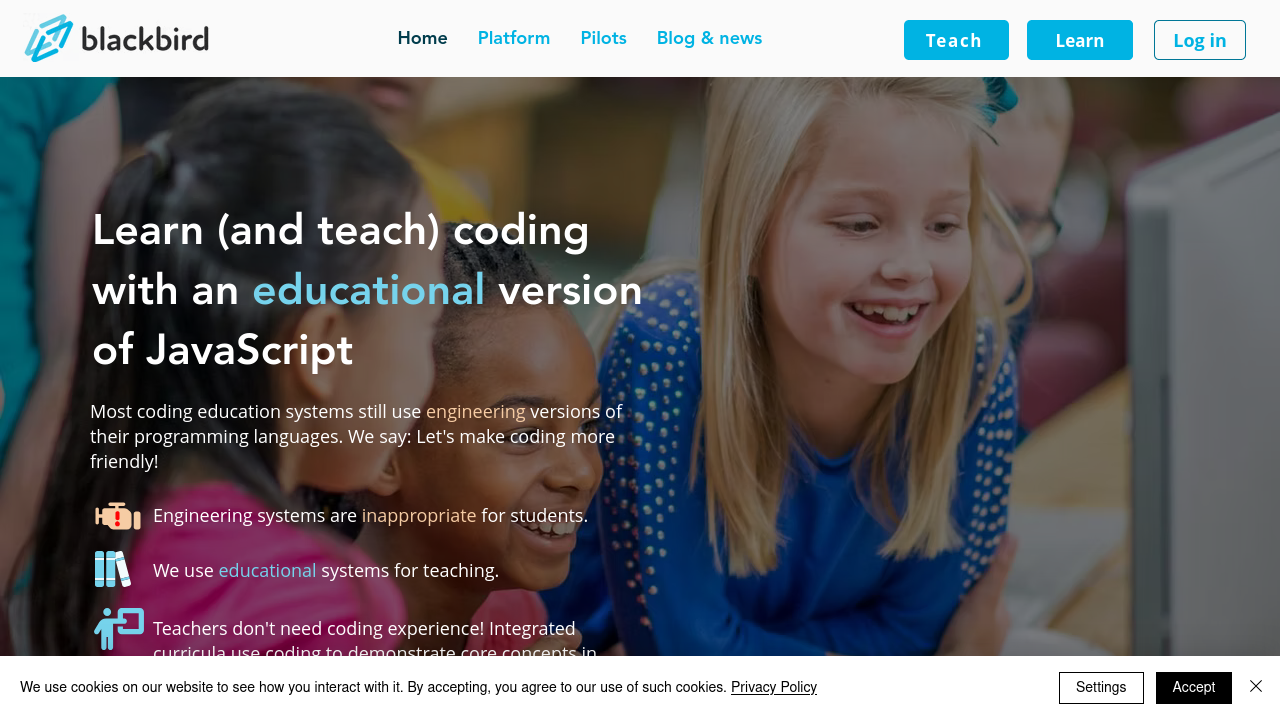 blackbird
Home Platform Pilots Blog & news Teach Learn Log in
Learn (and teach) coding
with an educational version
of JavaScript
Most coding education systems still use engineering versions of
their programming languages. We say: Let's make coding more
friendly!
Engineering systems are inappropriate for students.
We use educational systems for teaching.
Teachers don't need coding experience! Integrated
curricula use coding to demonstrate core concepts in
We use cookies on our website to see how you interact with it. By accepting, you agree to our use of such cookies. Privacy Policy
Settings Accept